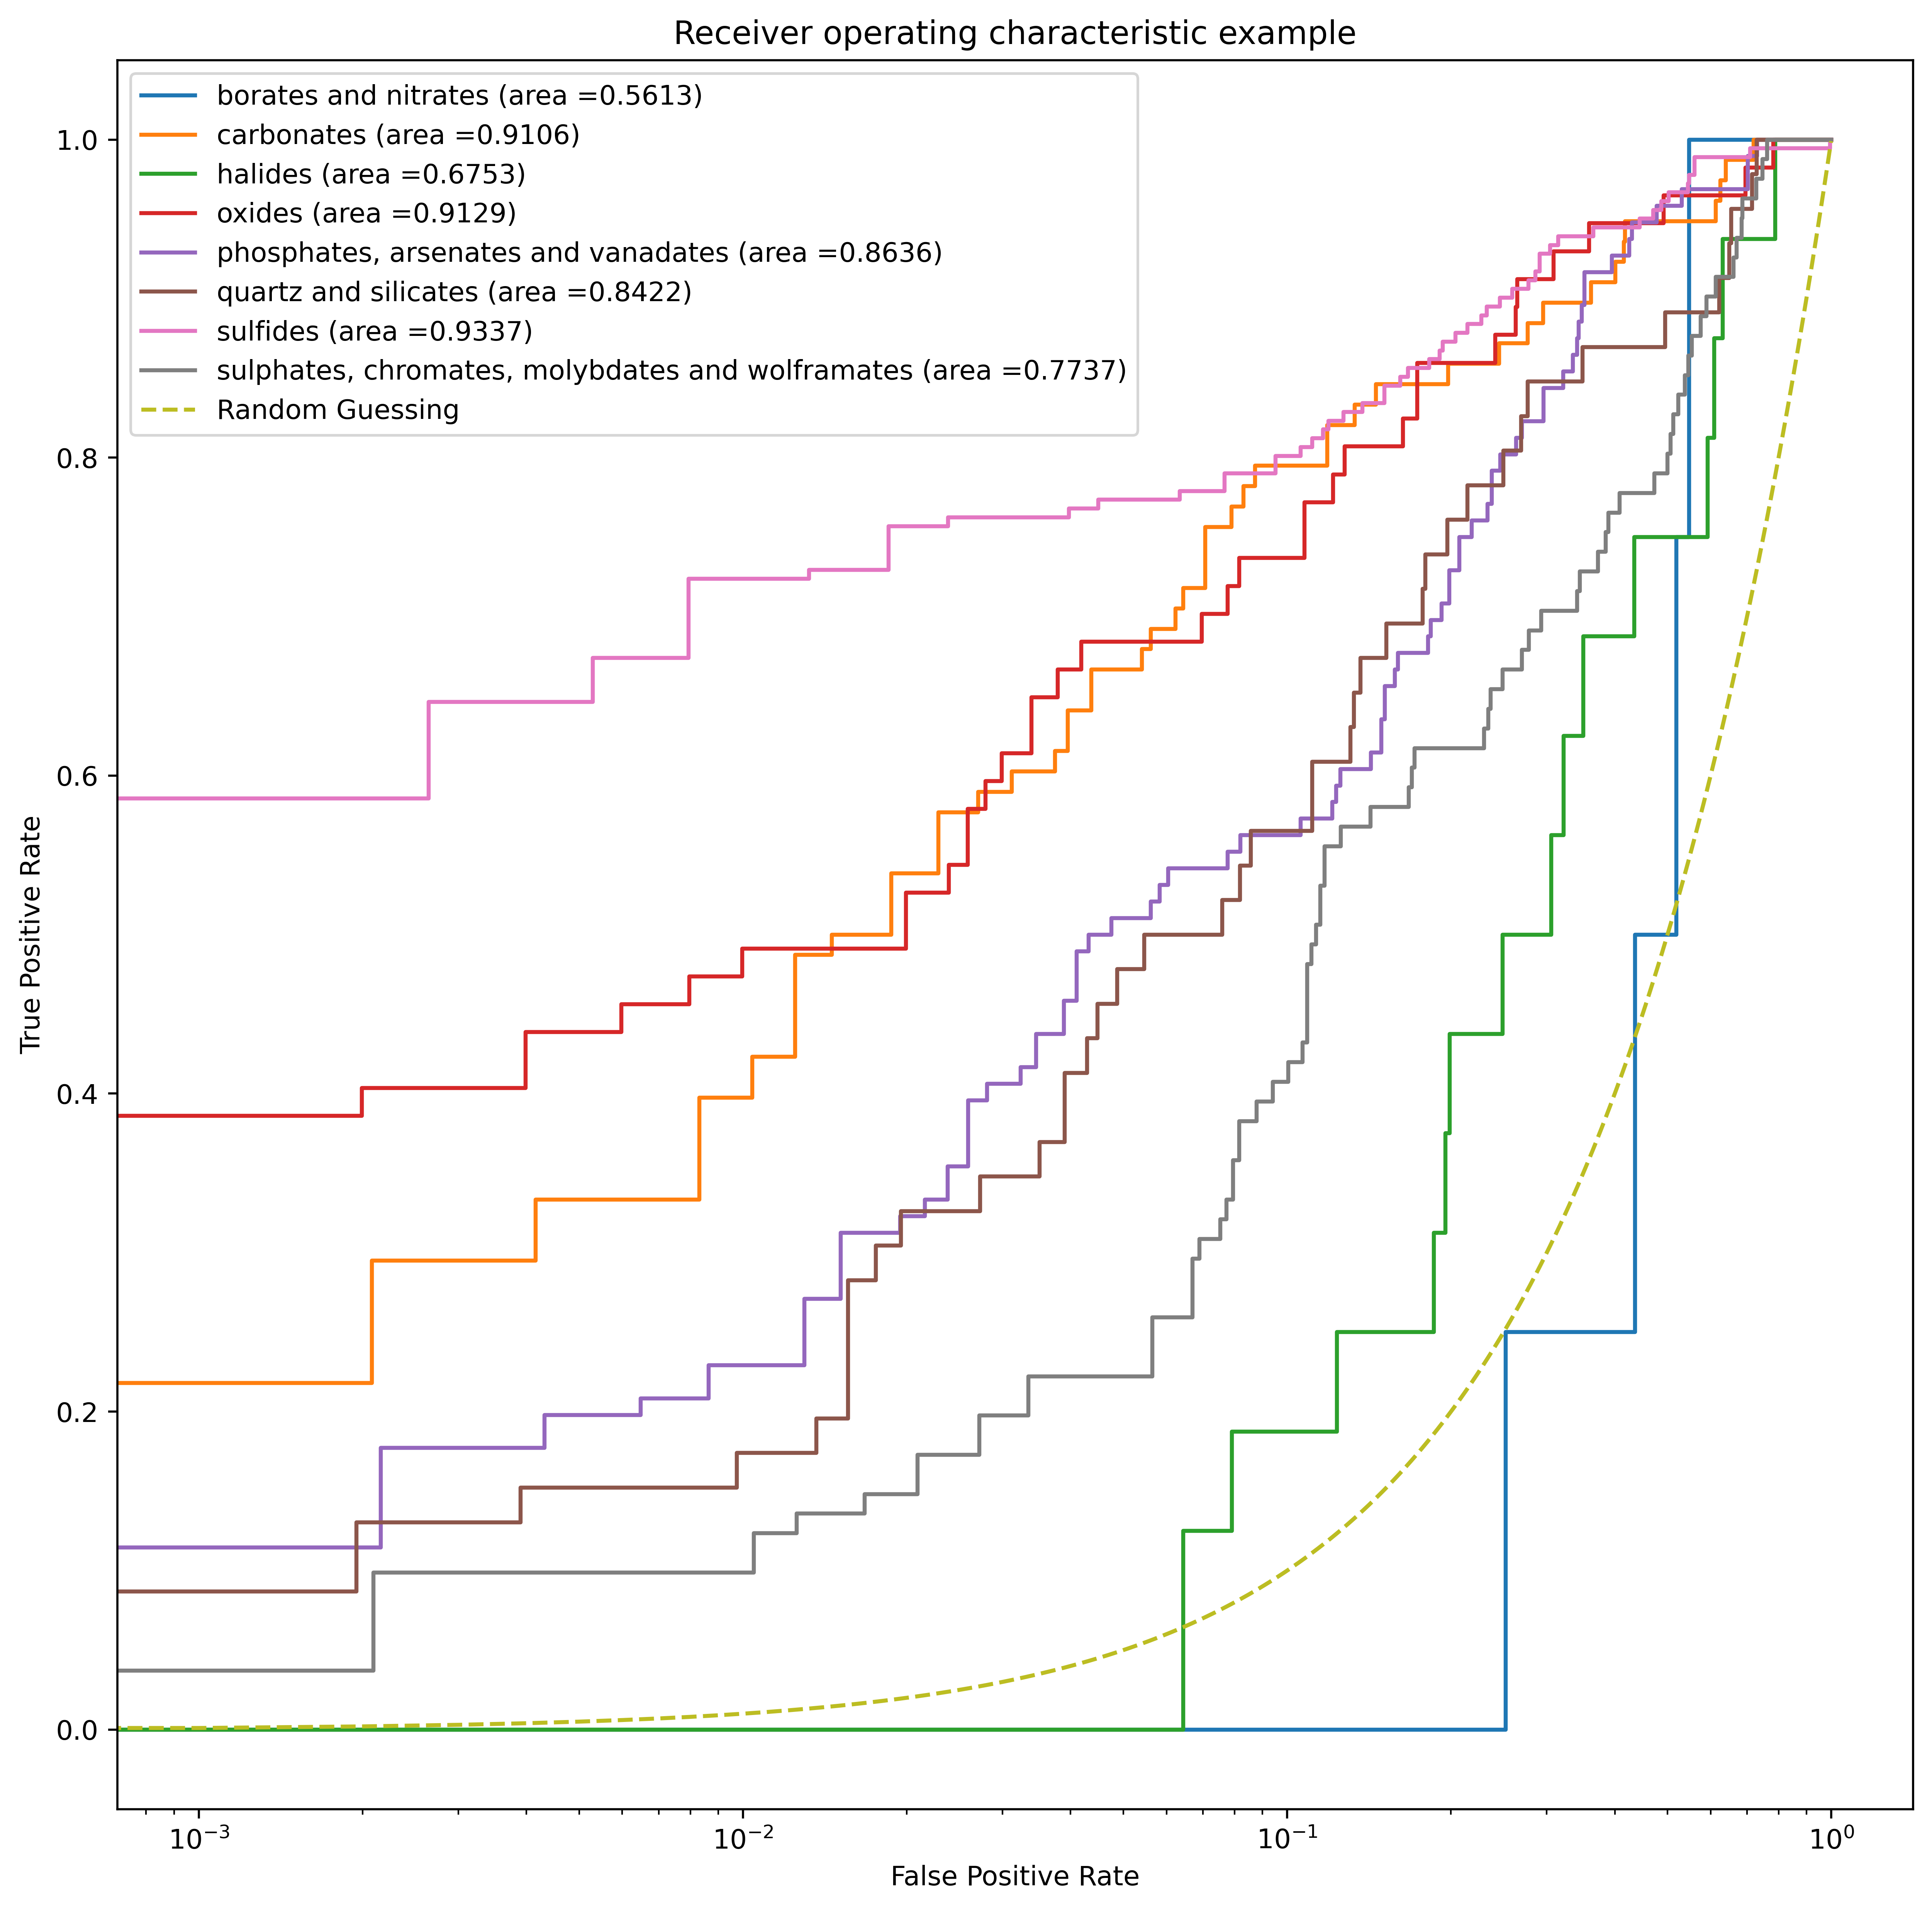 Receiver operating characteristic example
borates and nitrates (area =0.5613)
carbonates (area =0.9106)
halides (area =0.6753)
oxides (area =0.9129)
phosphates, arsenates and vanadates (area =0.8636)
quartz and silicates (area =0.8422)
sulfides (area =0.9337)
sulphates, chromates, molybdates and wolframates (area =0.7737)
Random Guessing
True Positive Rate
1.0
0.8
0.6
0.4
0.2
0.0
10⁻³ 10⁻² 10⁻¹ 10⁰
False Positive Rate